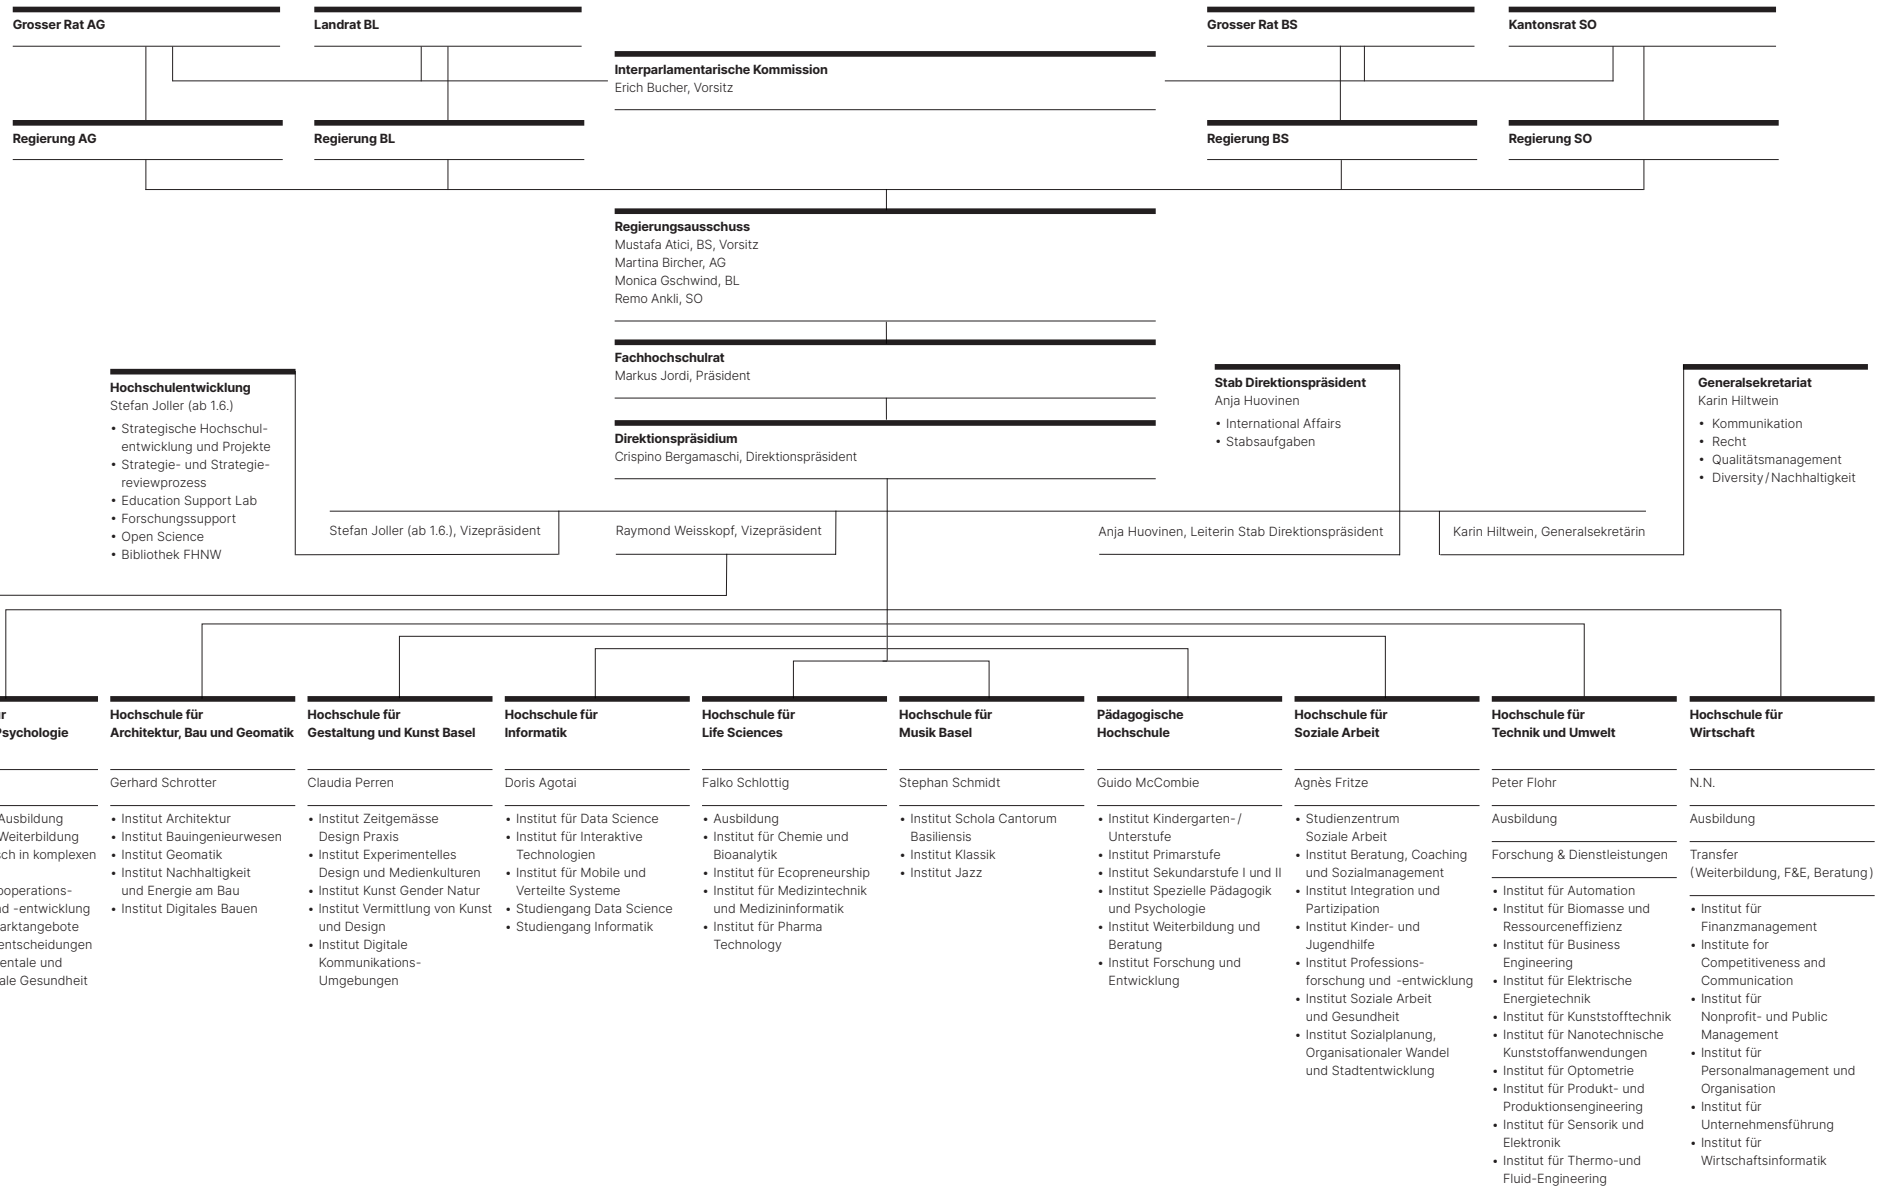 Grosser Rat AG
Landrat BL
Grosser Rat BS
Kantonsrat SO
Interparlamentarische Kommission
Erich Bucher, Vorsitz
Regierung AG
Regierung BL
Regierung BS
Regierung SO
Regierungsausschuss
Mustafa Atici, BS, Vorsitz
Martina Bircher, AG
Monica Gschwind, BL
Remo Ankli, SO
Fachhochschulrat
Markus Jordi, Präsident
Direktionspräsidium
Crispino Bergamaschi, Direktionspräsident
Hochschulentwicklung
Stefan Joller (ab 1.6.)
• Strategische Hochschul-
entwicklung und Projekte
• Strategie- und Strategie-
reviewprozess
• Education Support Lab
• Forschungssupport
• Open Science
• Bibliothek FHNW
Stab Direktionspräsident
Anja Huovinen
• International Affairs
• Stabsaufgaben
Generalsekretariat
Karin Hiltwein
• Kommunikation
• Recht
• Qualitätsmanagement
• Diversity/Nachhaltigkeit
Stefan Joller (ab 1.6.), Vizepräsident
Raymond Weisskopf, Vizepräsident
Anja Huovinen, Leiterin Stab Direktionspräsident
Karin Hiltwein, Generalsekretärin
Psychologie
Ausbildung
Weiterbildung
sch in komplexen
ooperations-
nd -entwicklung
arktangebote
entscheidungen
entale und
ale Gesundheit
Hochschule für
Architektur, Bau und Geomatik
Gerhard Schrotter
• Institut Architektur
• Institut Bauingenieurwesen
• Institut Geomatik
• Institut Nachhaltigkeit
und Energie am Bau
• Institut Digitales Bauen
Hochschule für
Gestaltung und Kunst Basel
Claudia Perren
• Institut Zeitgemässe
Design Praxis
• Institut Experimentelles
Design und Medienkulturen
• Institut Kunst Gender Natur
• Institut Vermittlung von Kunst
und Design
• Institut Digitale
Kommunikations-
Umgebungen
Hochschule für
Informatik
Doris Agotai
• Institut für Data Science
• Institut für Interaktive
Technologien
• Institut für Mobile und
Verteilte Systeme
• Studiengang Data Science
• Studiengang Informatik
Hochschule für
Life Sciences
Falko Schlottig
• Ausbildung
• Institut für Chemie und
Bioanalytik
• Institut für Ecopreneurship
• Institut für Medizintechnik
und Medizininformatik
• Institut für Pharma
Technology
Hochschule für
Musik Basel
Stephan Schmidt
• Institut Schola Cantorum
Basiliensis
• Institut Klassik
• Institut Jazz
Pädagogische
Hochschule
Guido McCombie
• Institut Kindergarten-/
Unterstufe
• Institut Primarstufe
• Institut Sekundarstufe I und II
• Institut Spezielle Pädagogik
und Psychologie
• Institut Weiterbildung und
Beratung
• Institut Forschung und
Entwicklung
Hochschule für
Soziale Arbeit
Agnès Fritze
• Studienzentrum
Soziale Arbeit
• Institut Beratung, Coaching
und Sozialmanagement
• Institut Integration und
Partizipation
• Institut Kinder- und
Jugendhilfe
• Institut Professions-
forschung und -entwicklung
• Institut Soziale Arbeit
und Gesundheit
• Institut Sozialplanung,
Organisationaler Wandel
und Stadtentwicklung
Hochschule für
Technik und Umwelt
Peter Flohr
Ausbildung
Forschung & Dienstleistungen
• Institut für Automation
• Institut für Biomasse und
Ressourceneffizienz
• Institut für Business
Engineering
• Institut für Elektrische
Energietechnik
• Institut für Kunststofftechnik
• Institut für Nanotechnische
Kunststoffanwendungen
• Institut für Optometrie
• Institut für Produkt- und
Produktionsengineering
• Institut für Sensorik und
Elektronik
• Institut für Thermo-und
Fluid-Engineering
Hochschule für
Wirtschaft
N.N.
Ausbildung
Transfer
(Weiterbildung, F&E, Beratung)
• Institut für
Finanzmanagement
• Institute for
Competitiveness and
Communication
• Institut für
Nonprofit- und Public
Management
• Institut für
Personalmanagement und
Organisation
• Institut für
Unternehmensführung
• Institut für
Wirtschaftsinformatik